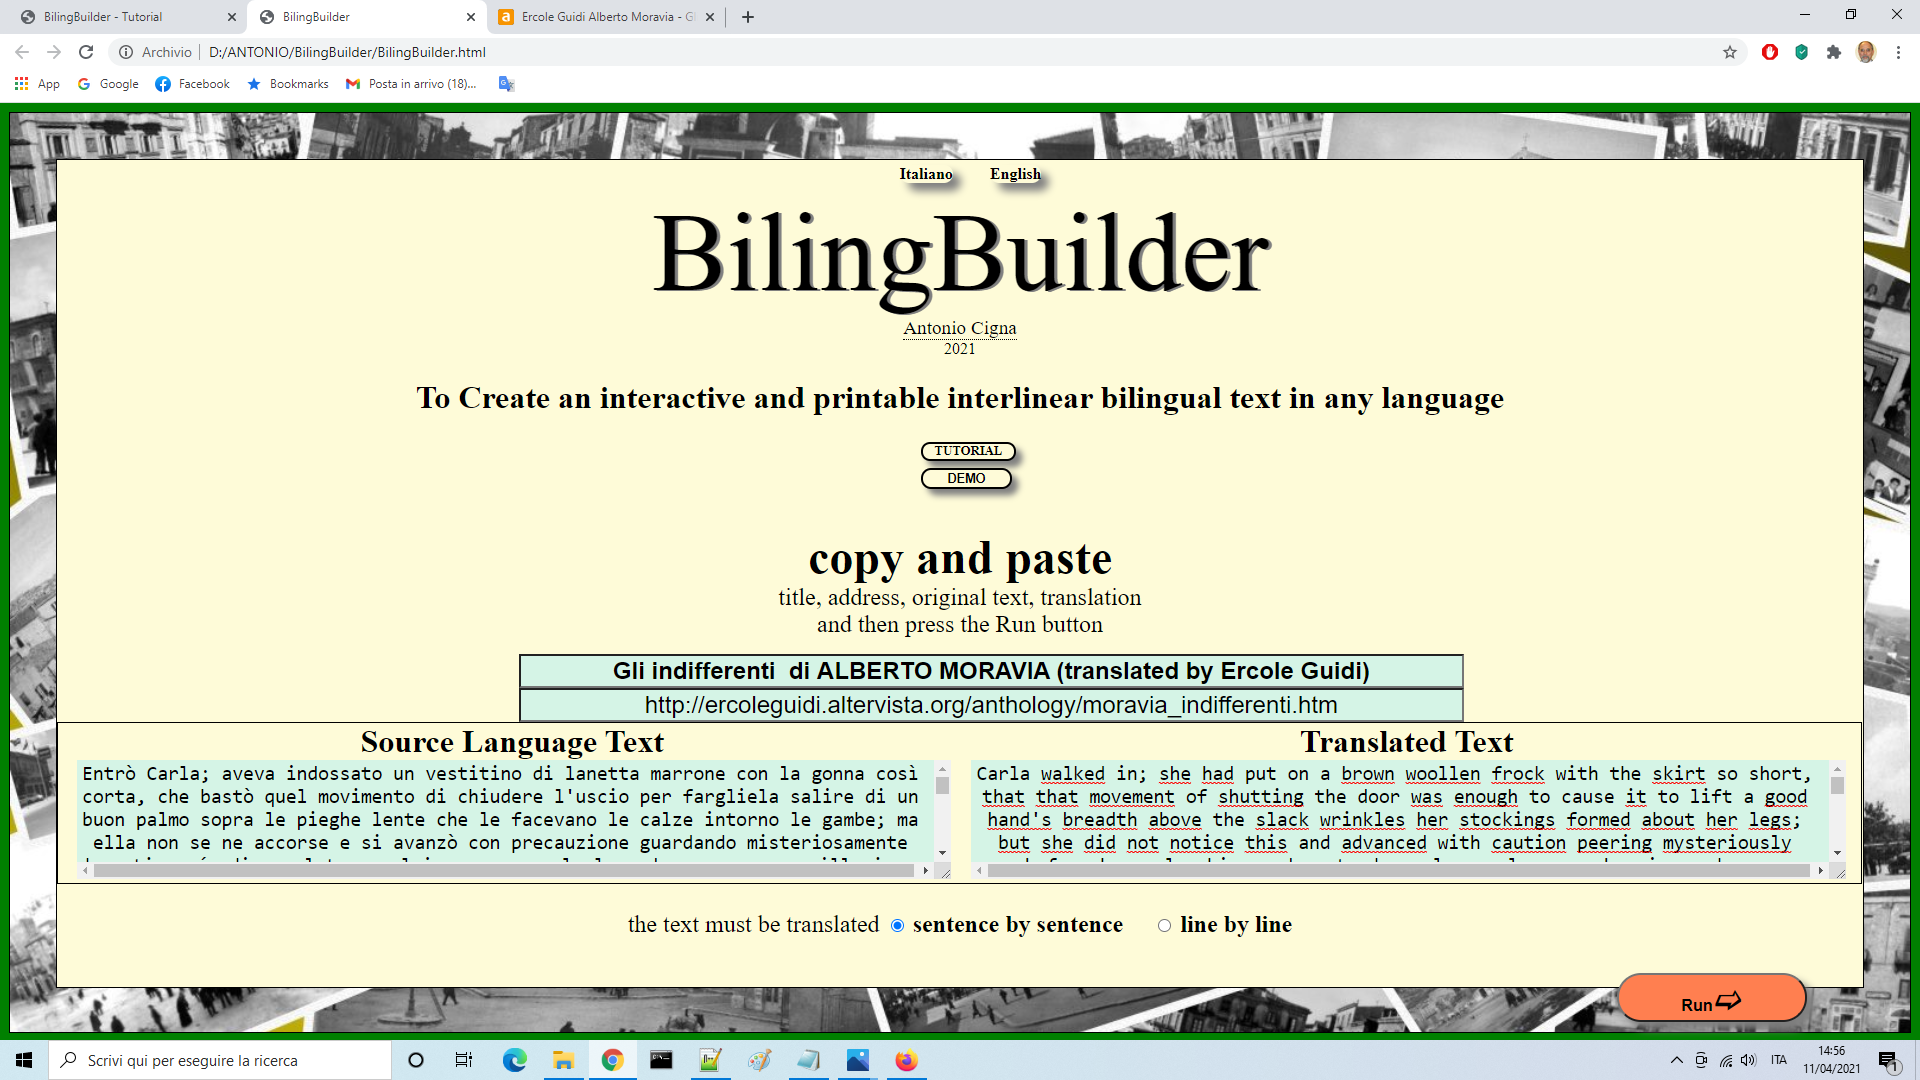 BilingBuilder - Tutorial
BilingBuilder
Ercole Guidi Alberto Moravia - Gl
Archivio
D:/ANTONIO/BilingBuilder/BilingBuilder.html
App
Google
Facebook
Bookmarks
Posta in arrivo (18)...
Italiano English
BilingBuilder
Antonio Cigna
2021
To Create an interactive and printable interlinear bilingual text in any language
TUTORIAL
DEMO
copy and paste
title, address, original text, translation
and then press the Run button
Gli indifferenti  di ALBERTO MORAVIA (translated by Ercole Guidi)
http://ercoleguidi.altervista.org/anthology/moravia_indifferenti.htm
Source Language Text
Entrò Carla; aveva indossato un vestitino di lanetta marrone con la gonna così
corta, che bastò quel movimento di chiudere l'uscio per fargliela salire di un
buon palmo sopra le pieghe lente che le facevano le calze intorno le gambe; ma
ella non se ne accorse e si avanzò con precauzione guardando misteriosamente
Translated Text
Carla walked in; she had put on a brown woollen frock with the skirt so short,
that that movement of shutting the door was enough to cause it to lift a good
hand's breadth above the slack wrinkles her stockings formed about her legs;
but she did not notice this and advanced with caution peering mysteriously
the text must be translated sentence by sentence line by line
Run
Scrivi qui per eseguire la ricerca
ITA
14:56
11/04/2021
1